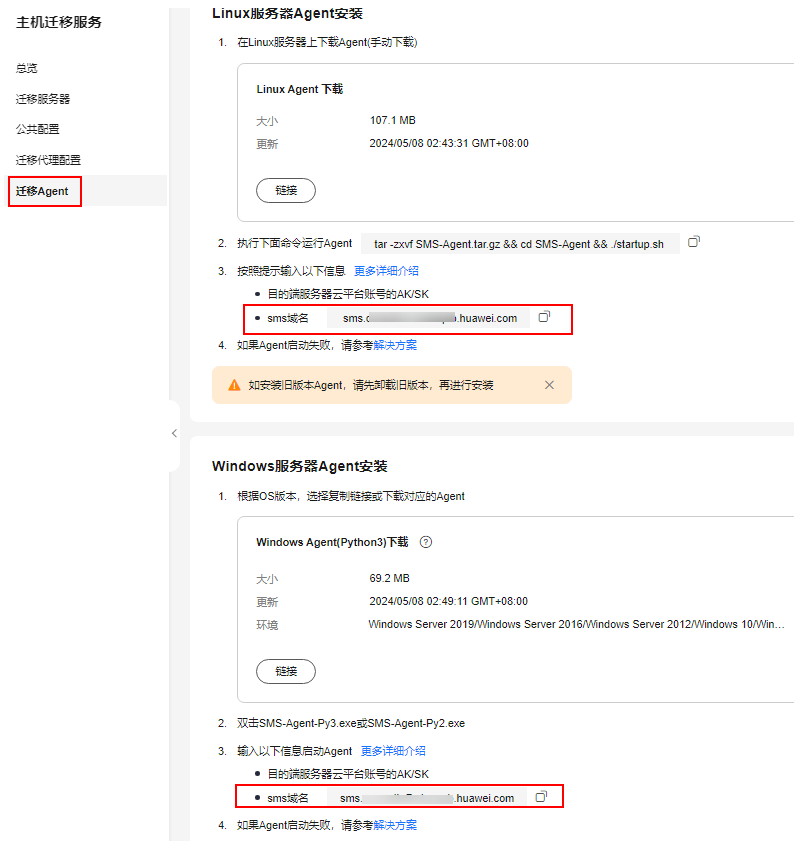 主机迁移服务
总览
迁移服务器
公共配置
迁移代理配置
迁移Agent
Linux服务器Agent安装
1. 在Linux服务器上下载Agent(手动下载)
Linux Agent 下载
大小 107.1 MB
更新 2024/05/08 02:43:31 GMT+08:00
链接
2. 执行下面命令运行Agent tar -zxvf SMS-Agent.tar.gz && cd SMS-Agent && ./startup.sh
3. 按照提示输入以下信息 更多详细介绍
• 目的端服务器云平台账号的AK/SK
• sms域名 sms. .huawei.com
4. 如果Agent启动失败，请参考解决方案
如安装旧版本Agent，请先卸载旧版本，再进行安装
Windows服务器Agent安装
1. 根据OS版本，选择复制链接或下载对应的Agent
Windows Agent(Python3)下载
大小 69.2 MB
更新 2024/05/08 02:49:11 GMT+08:00
环境 Windows Server 2019/Windows Server 2016/Windows Server 2012/Windows 10/Win...
链接
2. 双击SMS-Agent-Py3.exe或SMS-Agent-Py2.exe
3. 输入以下信息启动Agent 更多详细介绍
• 目的端服务器云平台账号的AK/SK
• sms域名 sms. .huawei.com
4. 如果Agent启动失败，请参考解决方案